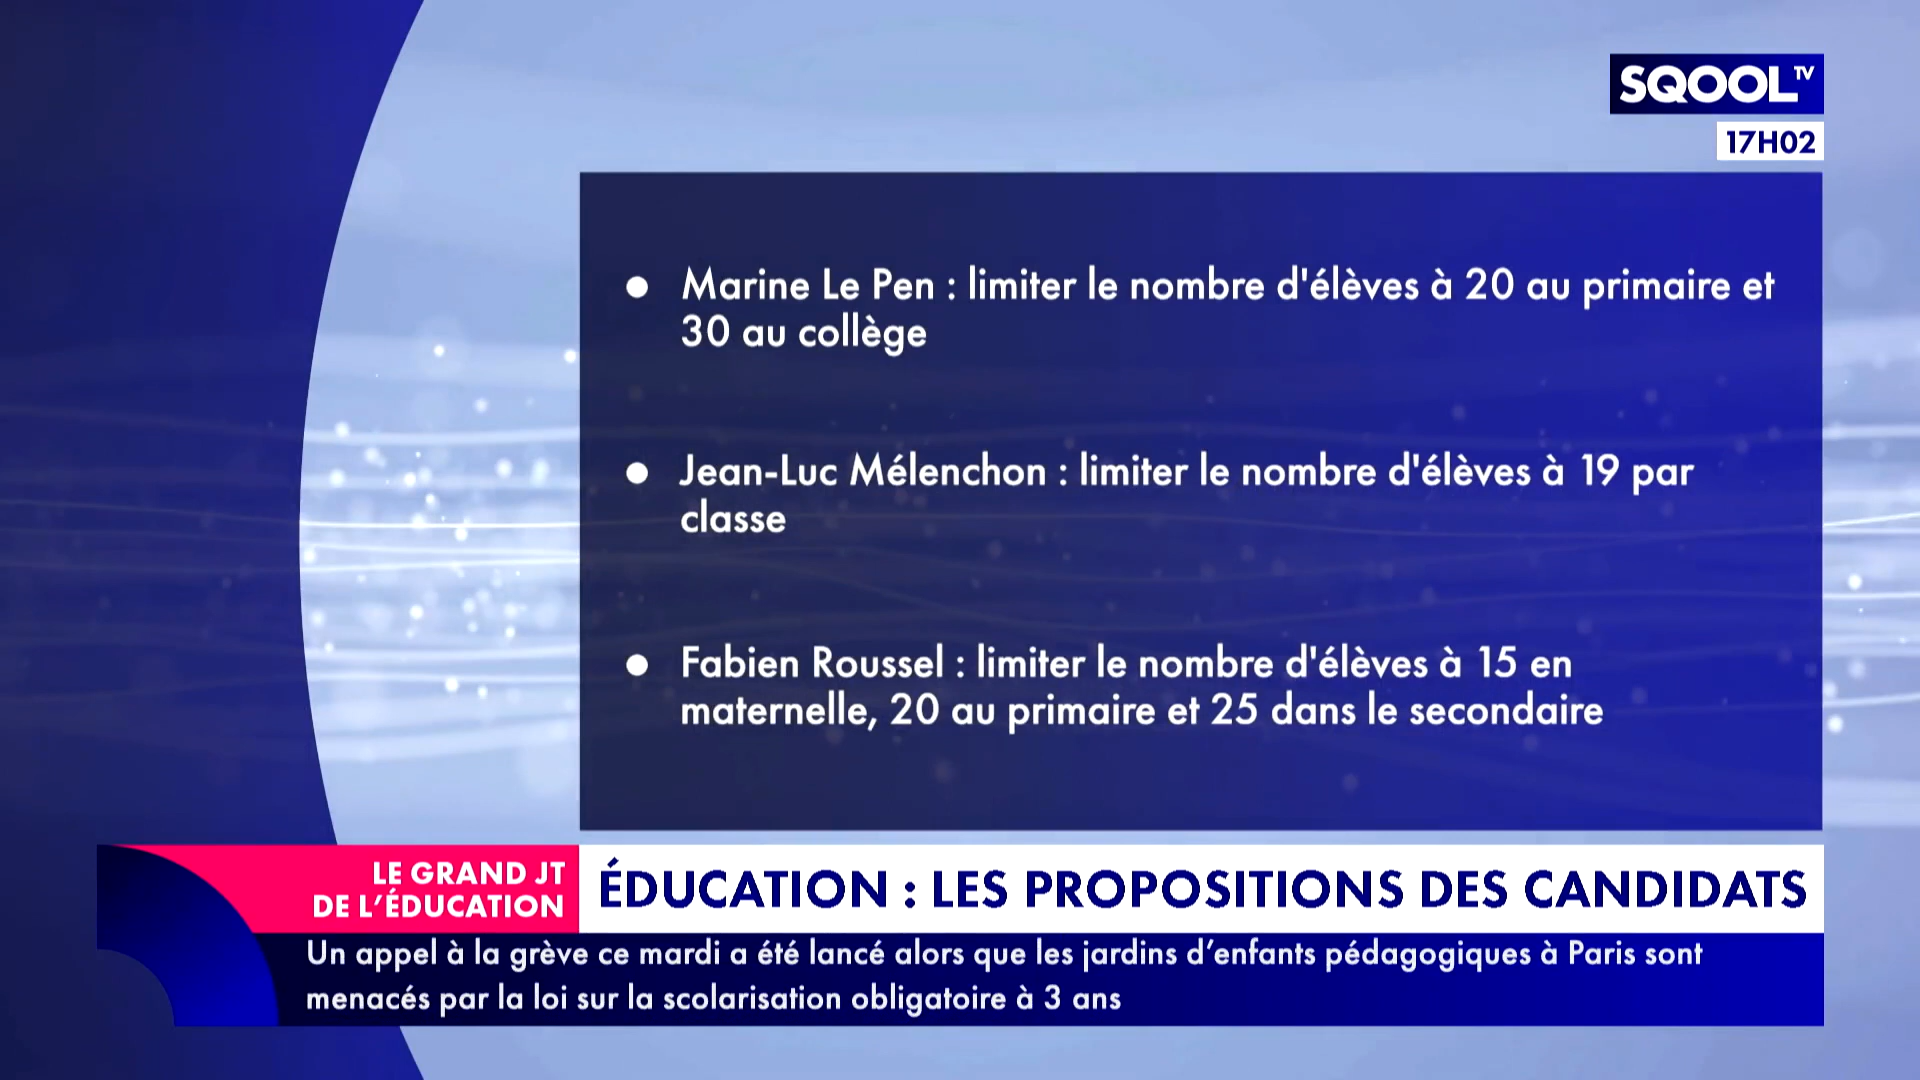 SQOOL TV
17H02
● Marine Le Pen : limiter le nombre d'élèves à 20 au primaire et
30 au collège
● Jean-Luc Mélenchon : limiter le nombre d'élèves à 19 par
classe
● Fabien Roussel : limiter le nombre d'élèves à 15 en
maternelle, 20 au primaire et 25 dans le secondaire
LE GRAND JT
DE L’ÉDUCATION
ÉDUCATION : LES PROPOSITIONS DES CANDIDATS
Un appel à la grève ce mardi a été lancé alors que les jardins d’enfants pédagogiques à Paris sont
menacés par la loi sur la scolarisation obligatoire à 3 ans